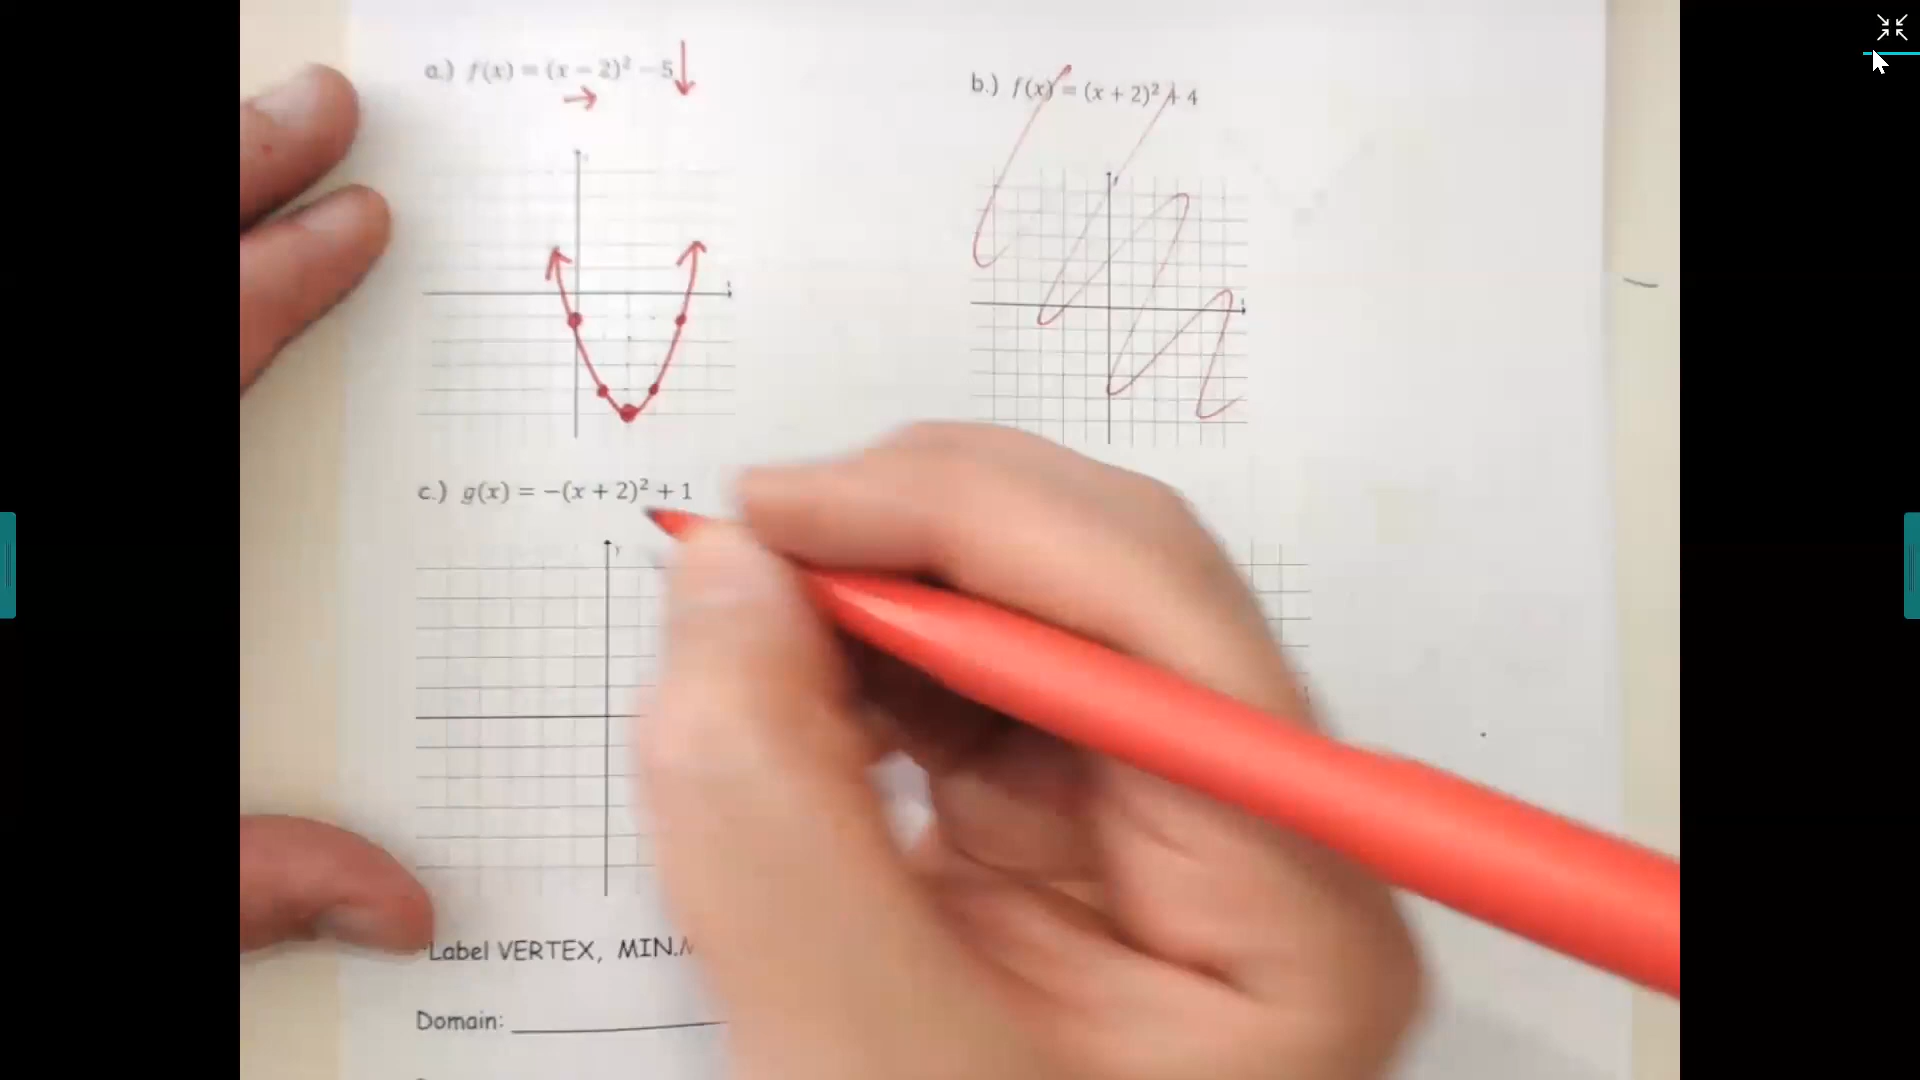 a.) f(x) = (x − 2)² − 5
b.) f(x) = (x + 2)² + 4
y
x
y
x
c.) g(x) = −(x + 2)² + 1
y
Label VERTEX, MIN.
Domain: